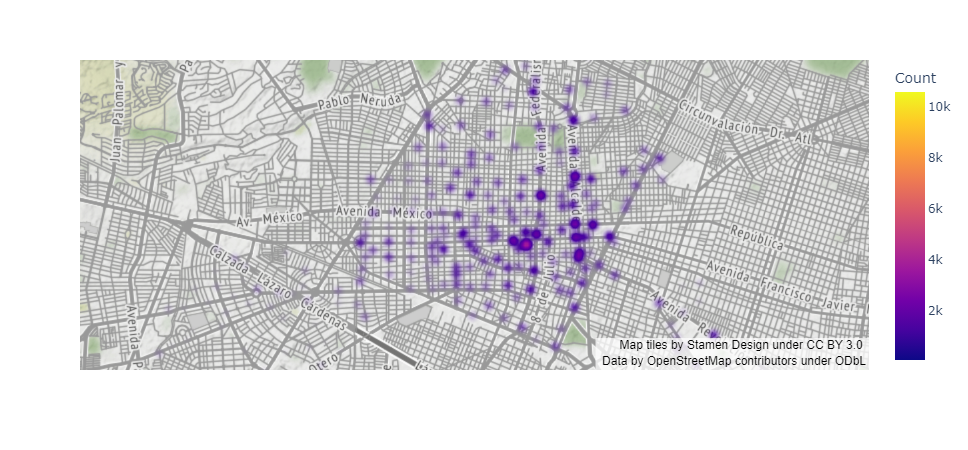 Count
10k
8k
6k
4k
2k
Juan Palomar y
Pablo Neruda
Circunvalación Dr. Atl
Avenida Federalis
Avenida
Av. México
Avenida México
República
Calzada Lázaro Cárdenas
Avenida Francisco Javier
8 de Julio
Avenida Re
Avenida
Otero
Map tiles by Stamen Design under CC BY 3.0
Data by OpenStreetMap contributors under ODbL